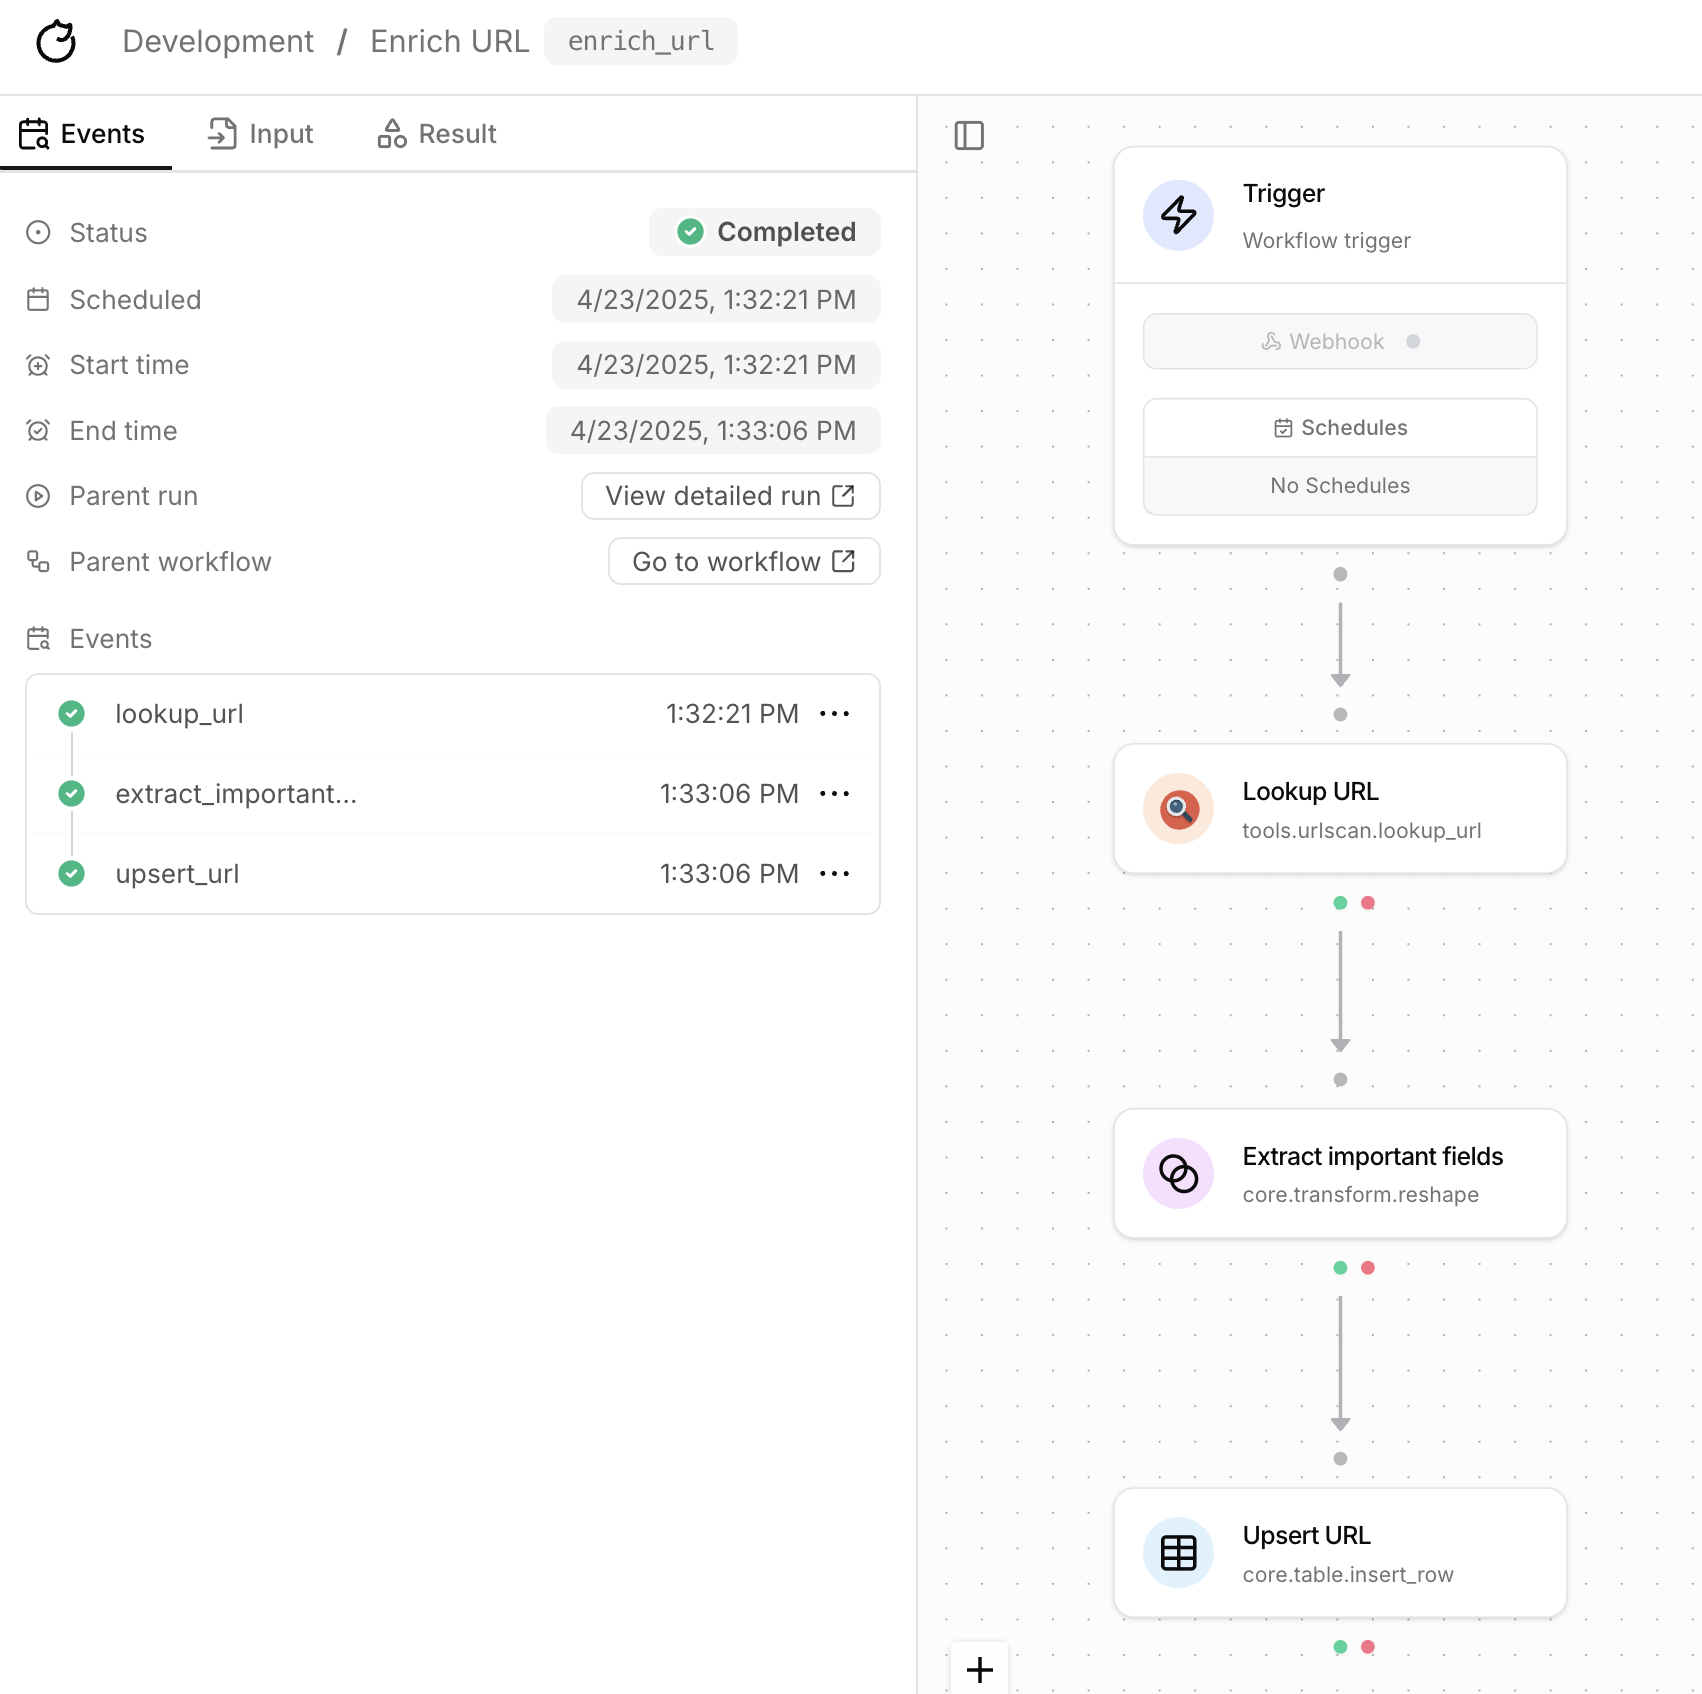 Development / Enrich URL enrich_url
Events Input Result
Status Completed
Scheduled 4/23/2025, 1:32:21 PM
Start time 4/23/2025, 1:32:21 PM
End time 4/23/2025, 1:33:06 PM
Parent run View detailed run
Parent workflow Go to workflow
Events
lookup_url 1:32:21 PM
extract_important... 1:33:06 PM
upsert_url 1:33:06 PM
Trigger
Workflow trigger
Webhook
Schedules
No Schedules
Lookup URL
tools.urlscan.lookup_url
Extract important fields
core.transform.reshape
Upsert URL
core.table.insert_row